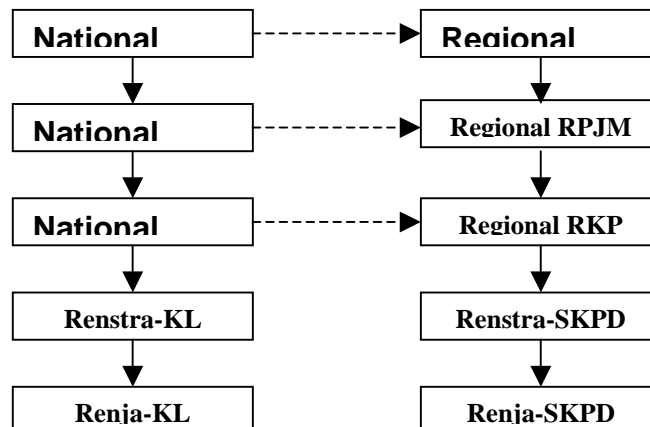 National
Regional
National
Regional RPJM
National
Regional RKP
Renstra-KL
Renstra-SKPD
Renja-KL
Renja-SKPD